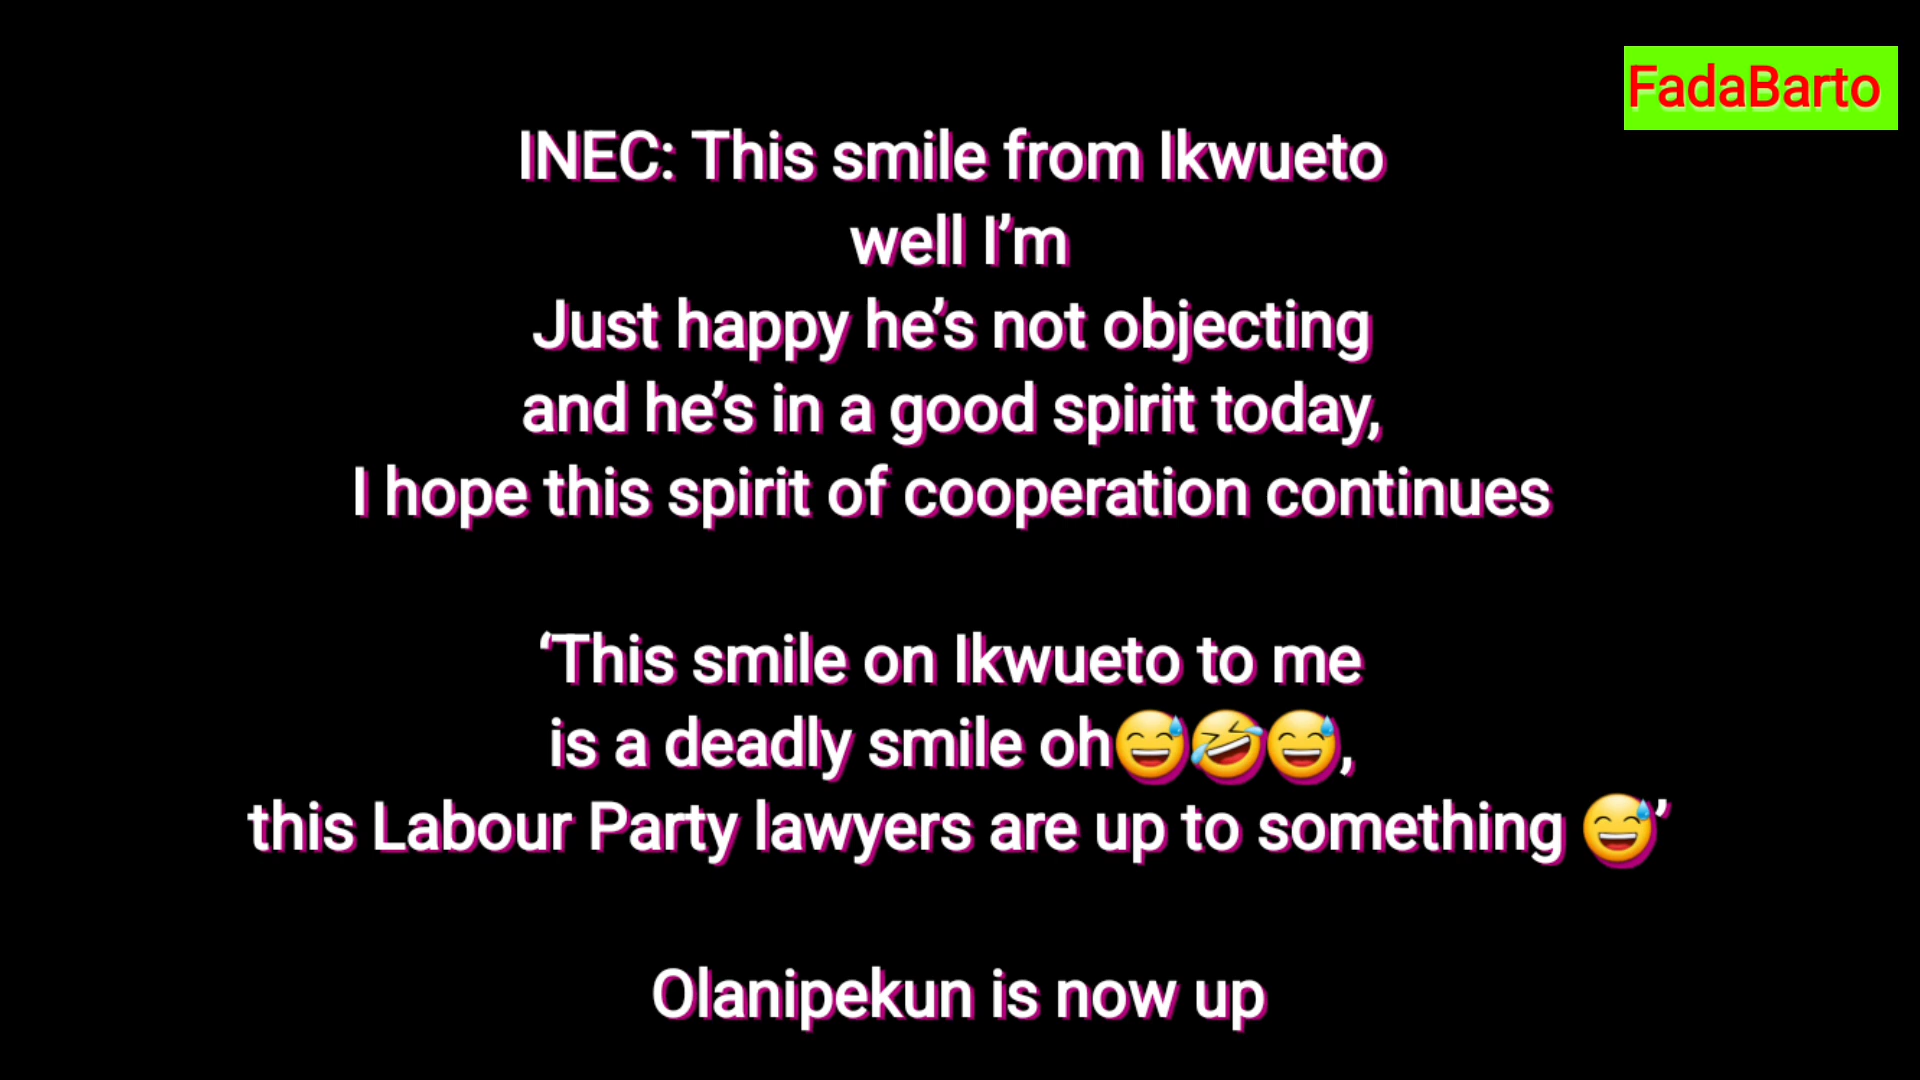 FadaBarto
INEC: This smile from Ikwueto
well I’m
Just happy he’s not objecting
and he’s in a good spirit today,
I hope this spirit of cooperation continues
‘This smile on Ikwueto to me
is a deadly smile oh😅🤣😅,
this Labour Party lawyers are up to something 😅’
Olanipekun is now up